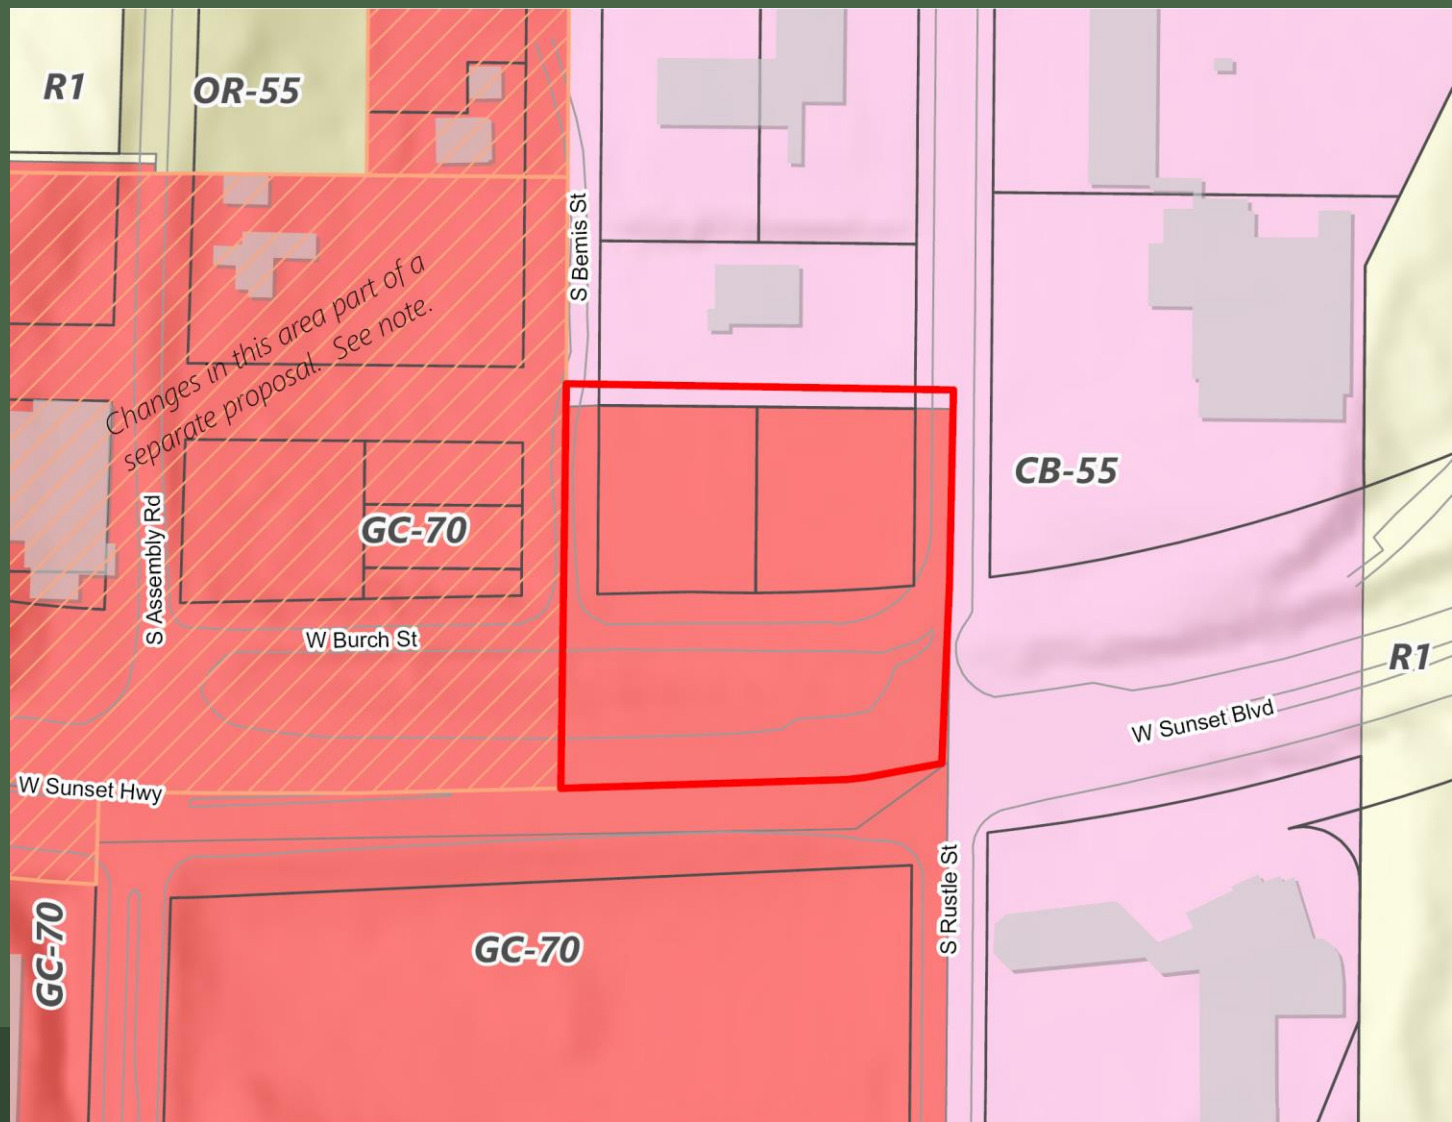 R1
OR-55
S Bemis St
Changes in this area part of a
separate proposal. See note.
CB-55
GC-70
S Assembly Rd
W Burch St
R1
W Sunset Blvd
W Sunset Hwy
S Rustle St
GC-70
GC-70